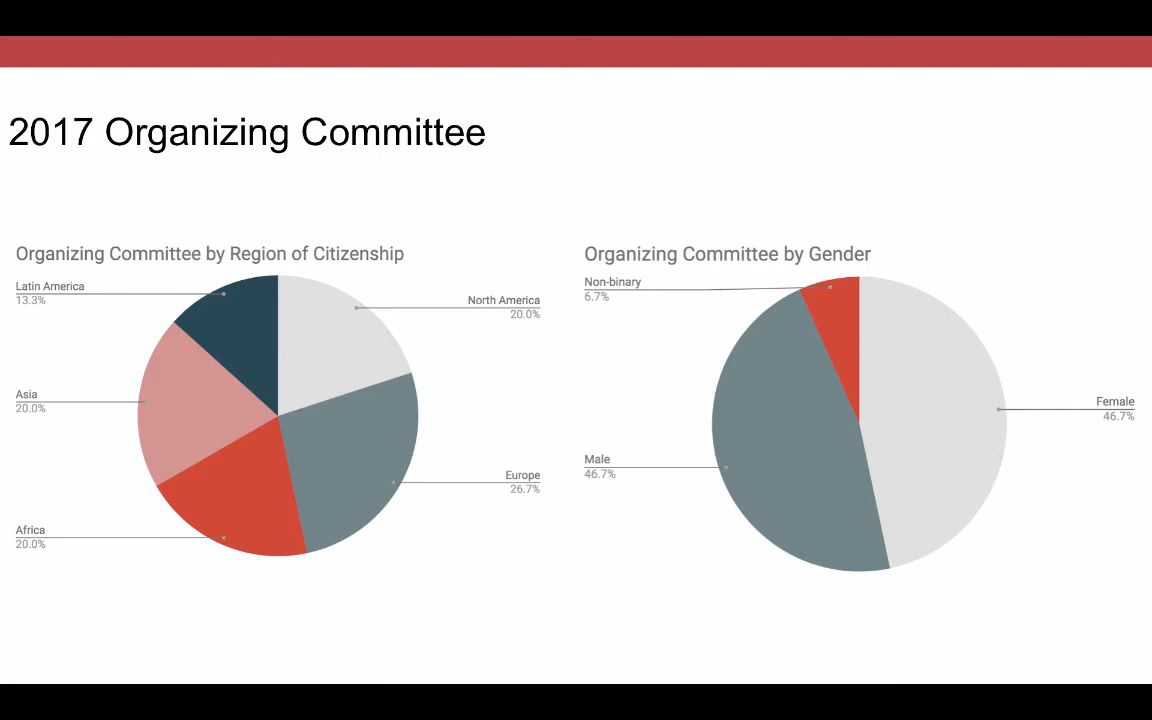 2017 Organizing Committee
Organizing Committee by Region of Citizenship
Latin America
13.3%
North America
20.0%
Asia
20.0%
Europe
26.7%
Africa
20.0%
Organizing Committee by Gender
Non-binary
6.7%
Female
46.7%
Male
46.7%